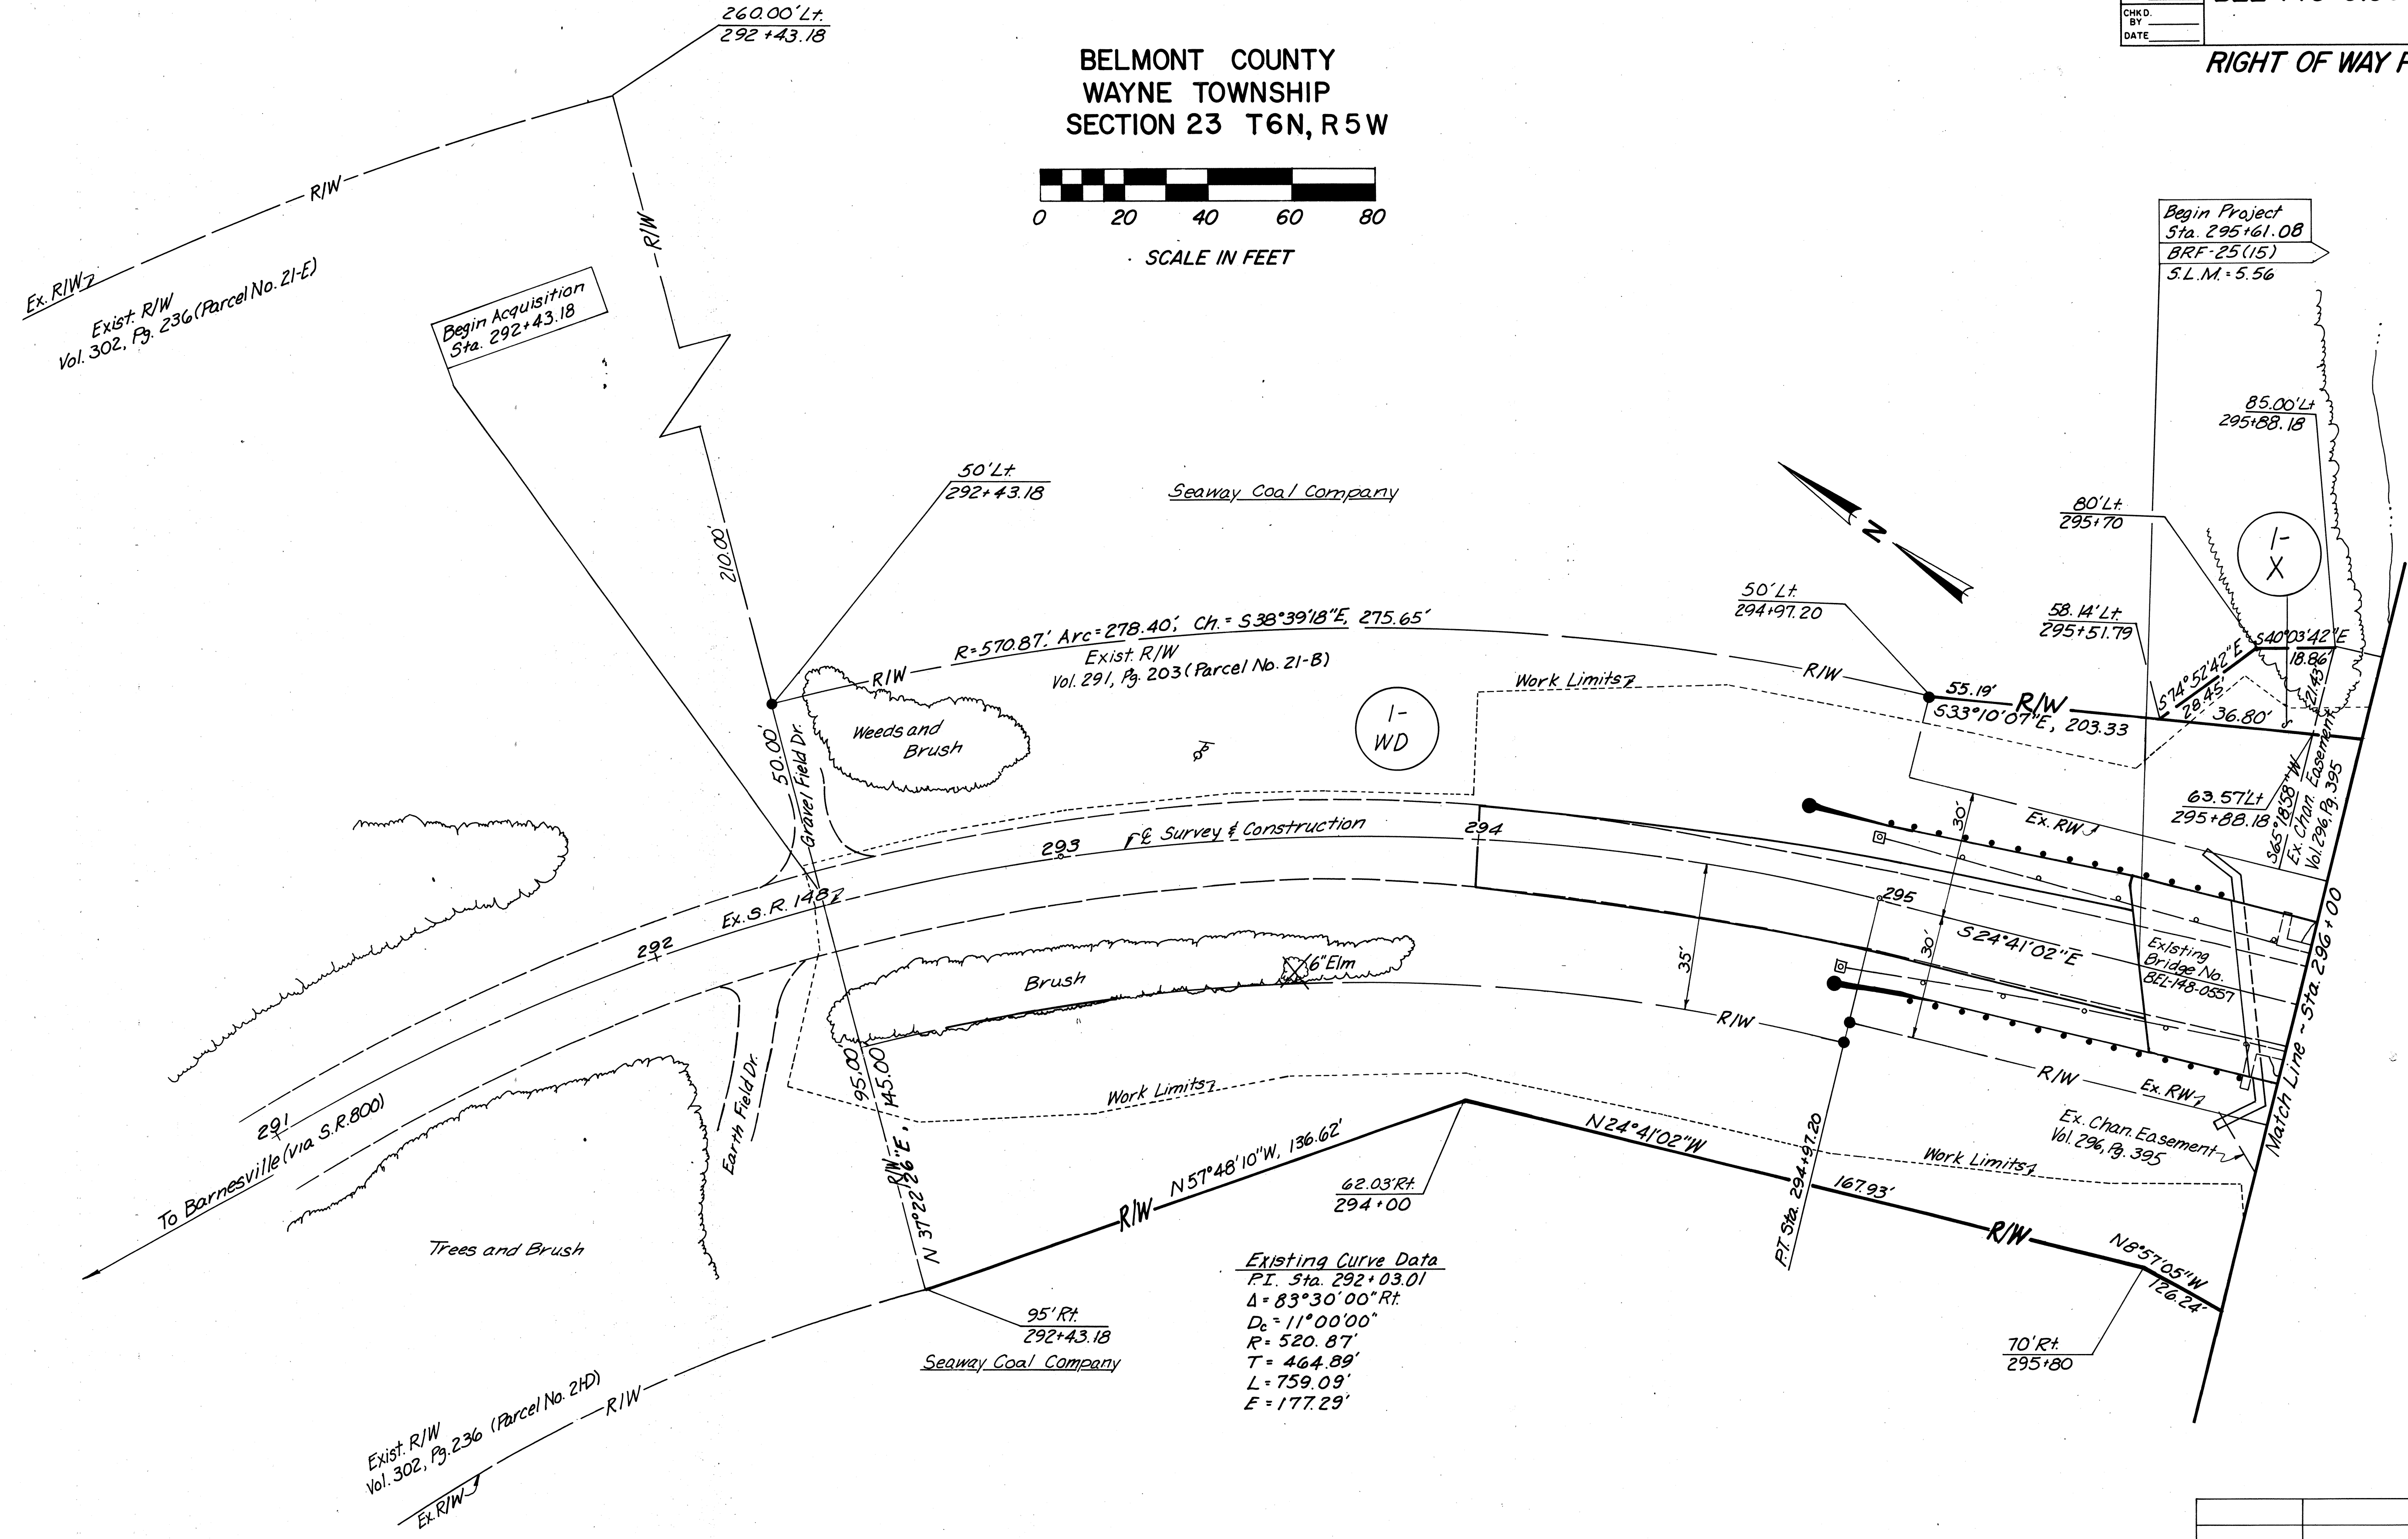 260.00' Lt.
292+43.18
BELMONT COUNTY
WAYNE TOWNSHIP
SECTION 23 T6N, R5W
0 20 40 60 80
SCALE IN FEET
CHKD.
BY
DATE
RIGHT OF WAY
R/W
R/W
Ex. R/W
Exist. R/W
Vol. 302, Pg. 236 (Parcel No. 21-E)
Begin Acquisition
Sta. 292+43.18
Begin Project
Sta. 295+61.08
BRF-25(15)
S.L.M. = 5.56
85.00' Lt
295+88.18
50' Lt.
292+43.18
Seaway Coal Company
N
80' Lt.
295+70
1-
X
210.00'
50' Lt.
294+97.20
58.14' Lt.
295+51.79
R=570.87', Arc=278.40', Ch.= S38°39'18"E, 275.65'
R/W
Exist. R/W
Vol. 291, Pg. 203 (Parcel No. 21-B)
R/W
Work Limits
S40°03'42"E
18.86'
S74°52'42"E
29.45'
21.43'
55.19'
R/W
S33°10'07"E, 203.33
36.80'
1-
WD
Weeds and
Brush
50.00'
Gravel Field Dr.
63.57' Lt
295+88.18
S65°18'58"W
Ex. Chan. Easement
Vol. 296, Pg. 395
30'
Ex. RW
℄ Survey & Construction
293
294
Ex. S.R. 148
292
295
S24°41'02"E
30'
35'
Existing
Bridge No.
BEL-148-0557
Match Line ~ Sta. 296+00
Brush
6" Elm
R/W
R/W
Ex. RW
95.00'
145.00'
Work Limits
Earth Field Dr.
291
To Barnesville (via S.R. 800)
R/W
N 37°22'26"E,
N57°48'10"W, 136.62'
R/W
N24°41'02"W
Ex. Chan. Easement
Vol. 296, Pg. 395
Work Limits
P.T. Sta. 294+97.20
167.93'
R/W
N8°57'05"W
126.24'
62.03' Rt.
294+00
Trees and Brush
Existing Curve Data
P.I. Sta. 292+03.01
Δ = 83°30'00" Rt.
Dc = 11°00'00"
R = 520.87'
T = 464.89'
L = 759.09'
E = 177.29'
95' Rt.
292+43.18
Seaway Coal Company
70' Rt.
295+80
R/W
Exist. R/W
Vol. 302, Pg. 236 (Parcel No. 21-D)
Ex. R/W